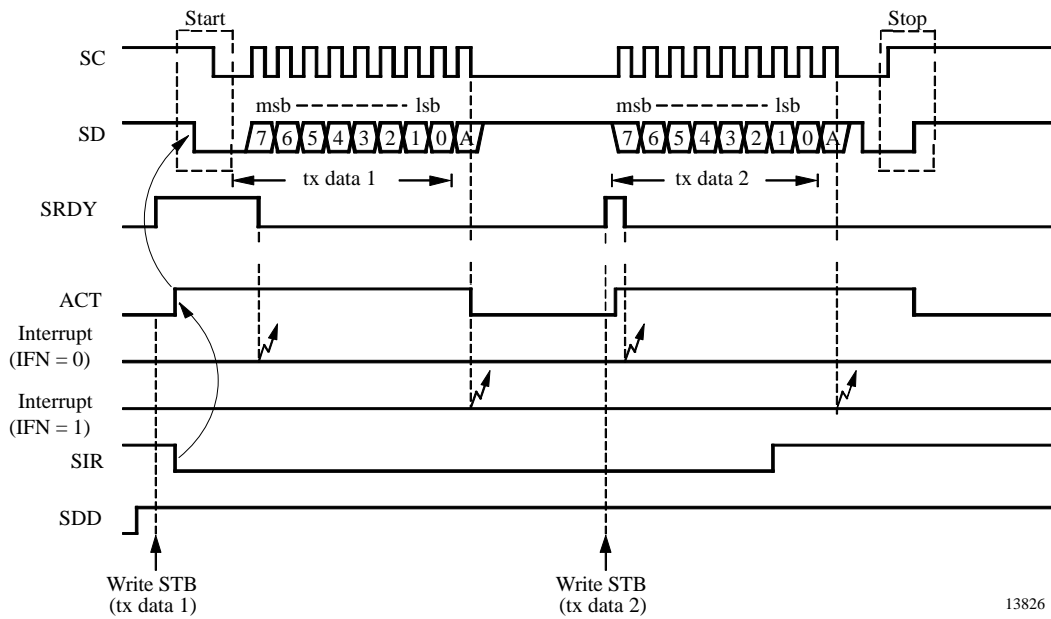 Start
Stop
SC
msb
lsb
msb
lsb
SD
7 6 5 4 3 2 1 0 A
7 6 5 4 3 2 1 0 A
tx data 1
tx data 2
SRDY
ACT
Interrupt
(IFN = 0)
Interrupt
(IFN = 1)
SIR
SDD
Write STB
(tx data 1)
Write STB
(tx data 2)
13826